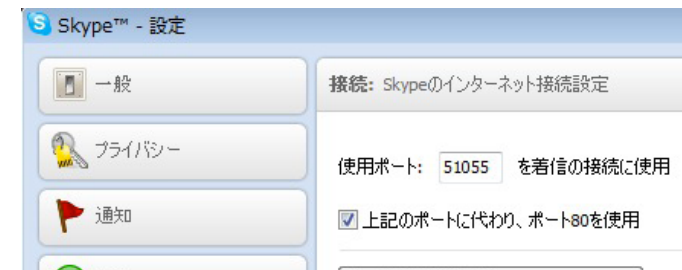 Skype™ - 設定
一般
接続: Skypeのインターネット接続設定
プライバシー
使用ポート: 51055 を着信の接続に使用
通知
上記のポートに代わり、ポート80を使用